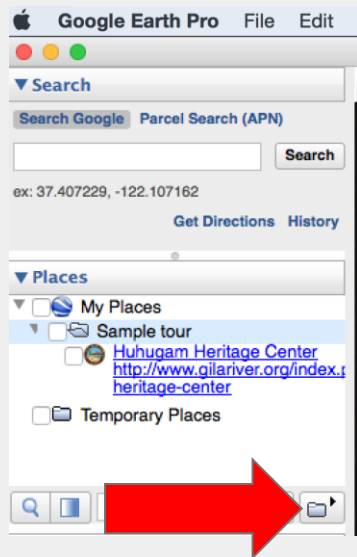 Google Earth Pro File Edit
Search
Search Google Parcel Search (APN)
Search
ex: 37.407229, -122.107162
Get Directions History
Places
My Places
Sample tour
Huhugam Heritage Center
http://www.gilariver.org/index.p
heritage-center
Temporary Places